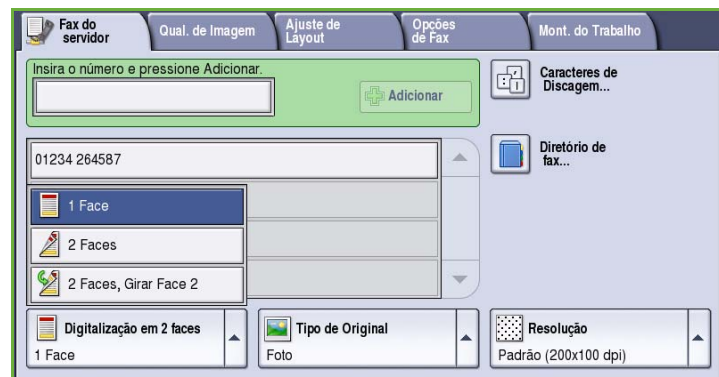 Fax do
servidor
Qual. de Imagem
Ajuste de
Layout
Opções
de Fax
Mont. do Trabalho
Insira o número e pressione Adicionar.
Adicionar
Caracteres de
Discagem...
Diretório de
fax...
01234 264587
1 Face
2 Faces
2 Faces, Girar Face 2
Digitalização em 2 faces
1 Face
Tipo de Original
Foto
Resolução
Padrão (200x100 dpi)